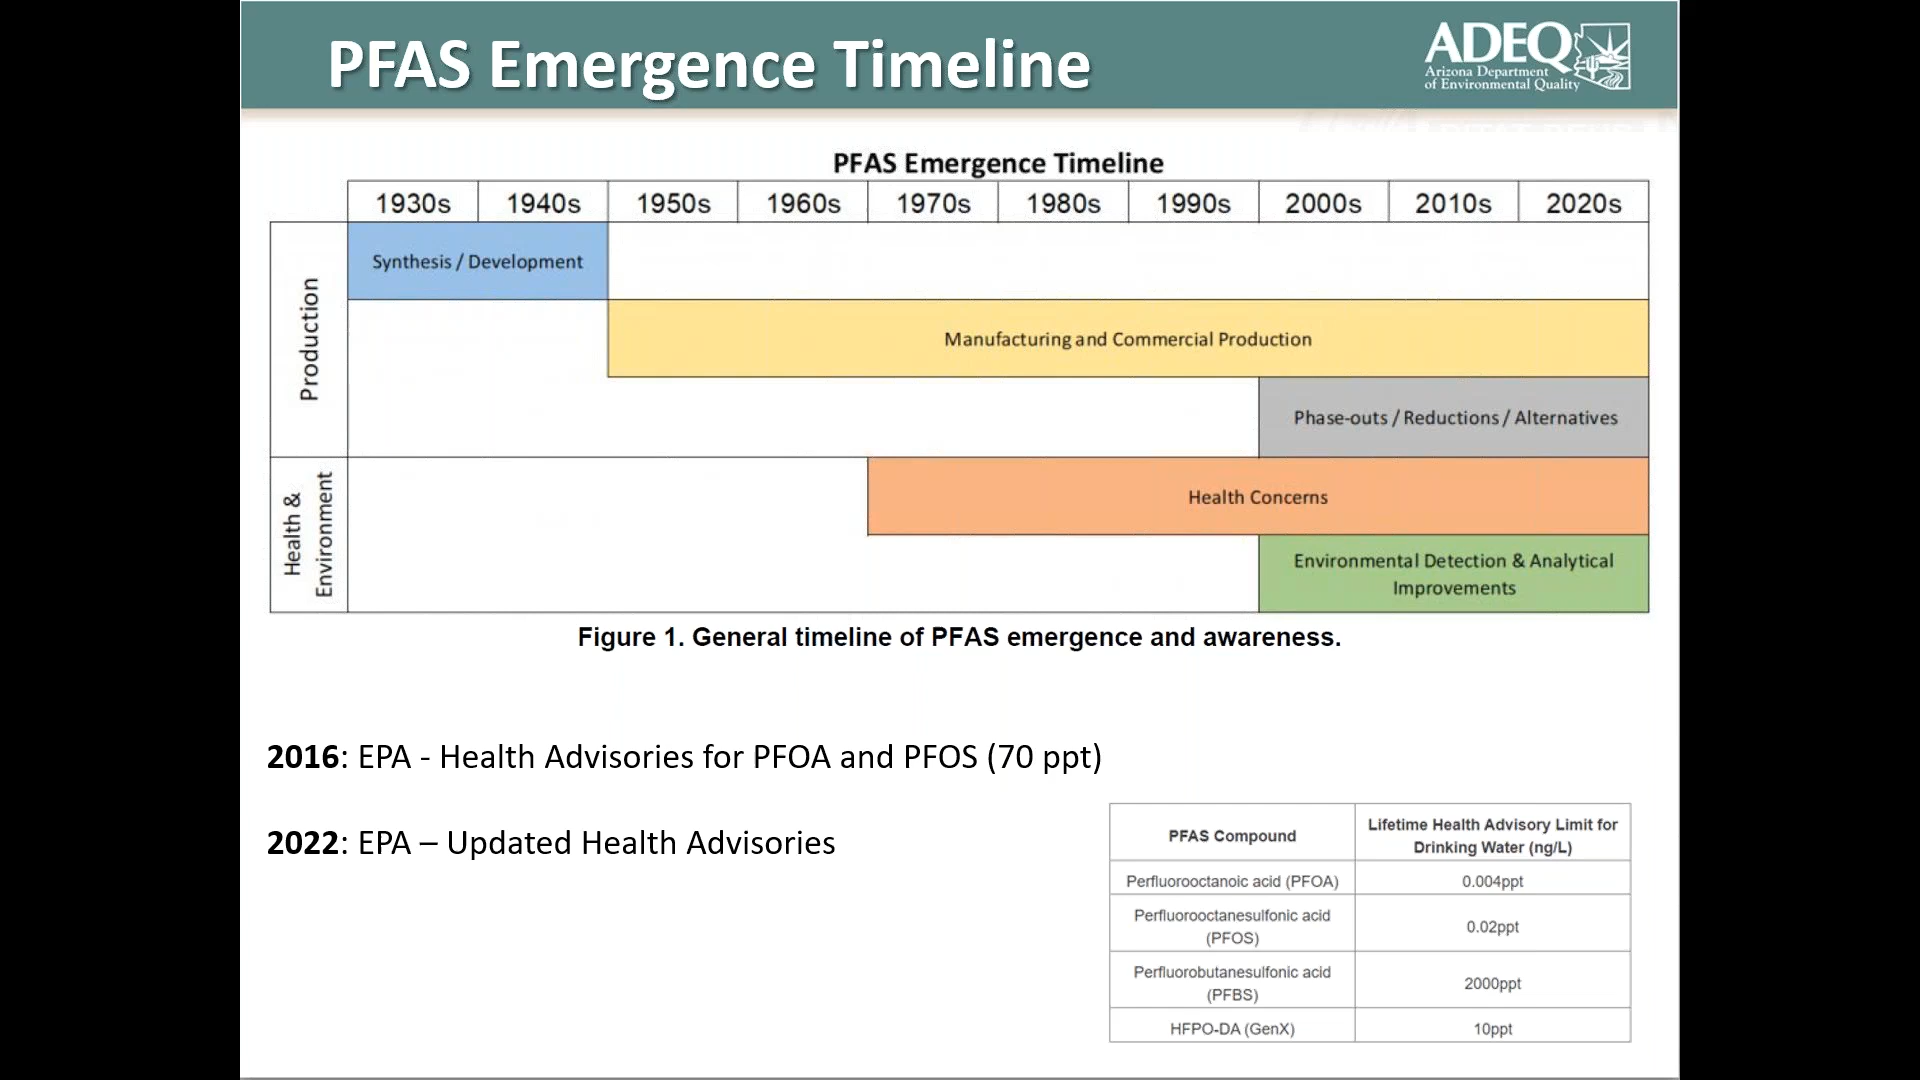 PFAS Emergence Timeline
ADEQ
Arizona Department
of Environmental Quality
PFAS Emergence Timeline
1930s 1940s 1950s 1960s 1970s 1980s 1990s 2000s 2010s 2020s
Production
Synthesis / Development
Manufacturing and Commercial Production
Phase-outs / Reductions / Alternatives
Health &
Environment
Health Concerns
Environmental Detection & Analytical
Improvements
Figure 1. General timeline of PFAS emergence and awareness.
2016: EPA - Health Advisories for PFOA and PFOS (70 ppt)
2022: EPA – Updated Health Advisories
PFAS Compound
Lifetime Health Advisory Limit for
Drinking Water (ng/L)
Perfluorooctanoic acid (PFOA)
0.004ppt
Perfluorooctanesulfonic acid
(PFOS)
0.02ppt
Perfluorobutanesulfonic acid
(PFBS)
2000ppt
HFPO-DA (GenX)
10ppt